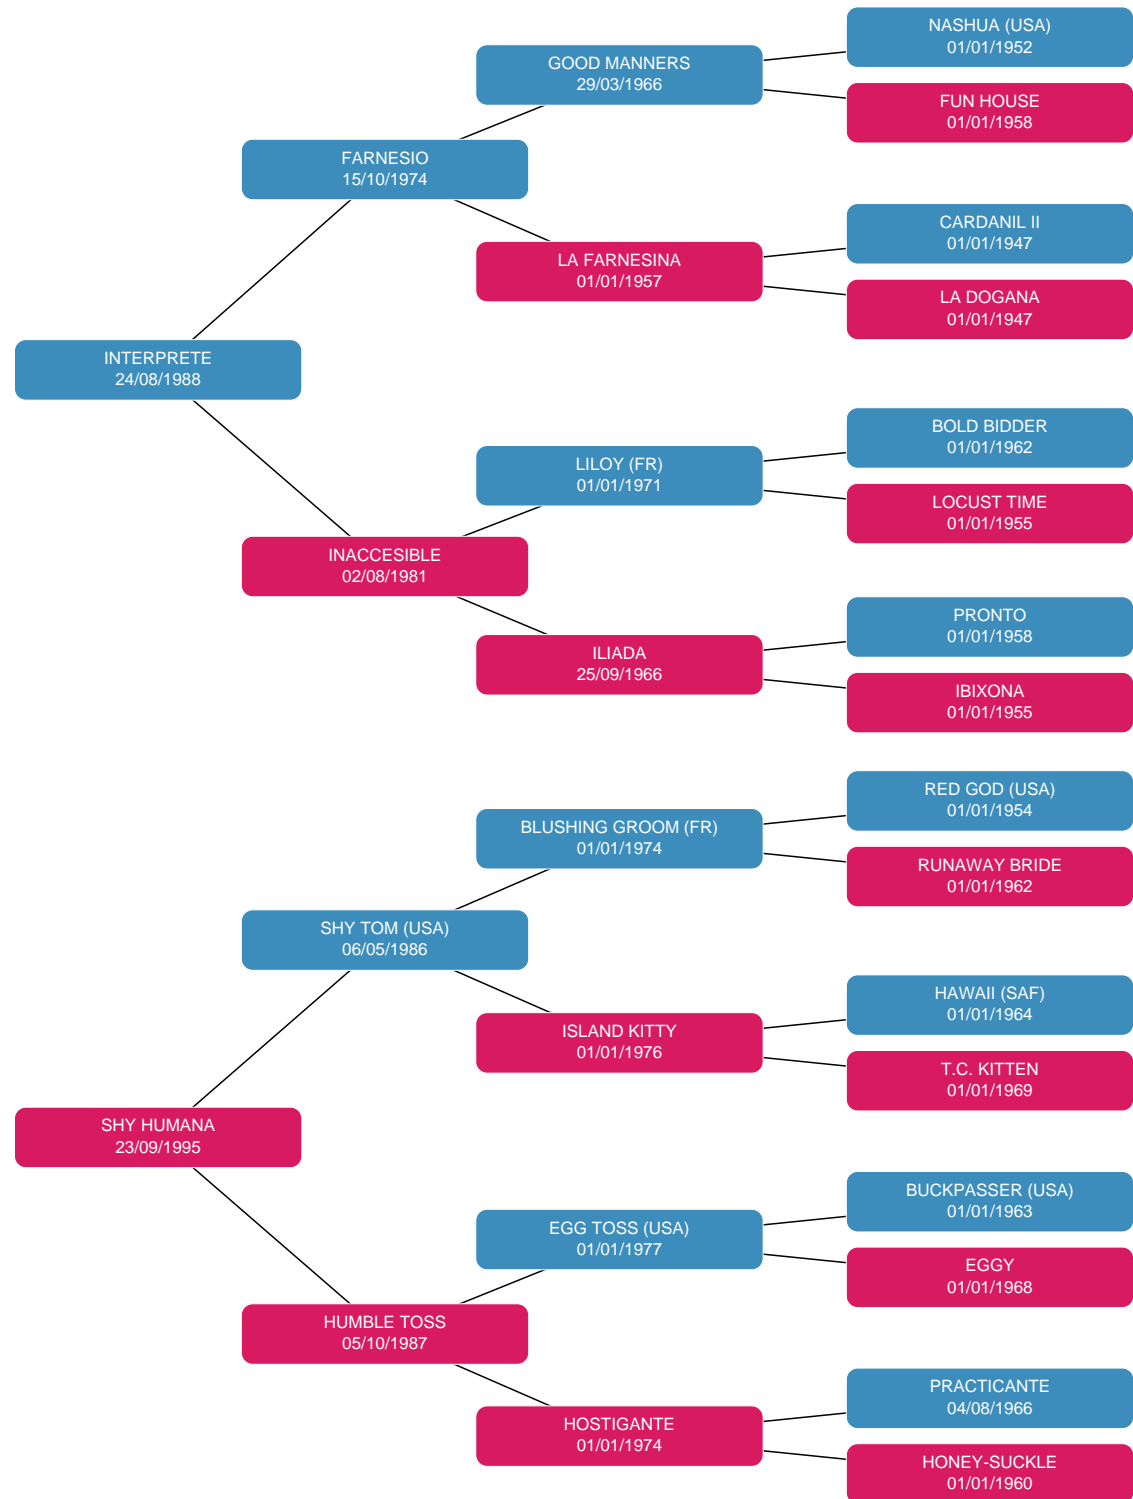 NASHUA (USA)
01/01/1952
GOOD MANNERS
29/03/1966
FUN HOUSE
01/01/1958
FARNESIO
15/10/1974
CARDANIL II
01/01/1947
LA FARNESINA
01/01/1957
LA DOGANA
01/01/1947
INTERPRETE
24/08/1988
BOLD BIDDER
01/01/1962
LILOY (FR)
01/01/1971
LOCUST TIME
01/01/1955
INACCESIBLE
02/08/1981
PRONTO
01/01/1958
ILIADA
25/09/1966
IBIXONA
01/01/1955
RED GOD (USA)
01/01/1954
BLUSHING GROOM (FR)
01/01/1974
RUNAWAY BRIDE
01/01/1962
SHY TOM (USA)
06/05/1986
HAWAII (SAF)
01/01/1964
ISLAND KITTY
01/01/1976
T.C. KITTEN
01/01/1969
SHY HUMANA
23/09/1995
BUCKPASSER (USA)
01/01/1963
EGG TOSS (USA)
01/01/1977
EGGY
01/01/1968
HUMBLE TOSS
05/10/1987
PRACTICANTE
04/08/1966
HOSTIGANTE
01/01/1974
HONEY-SUCKLE
01/01/1960